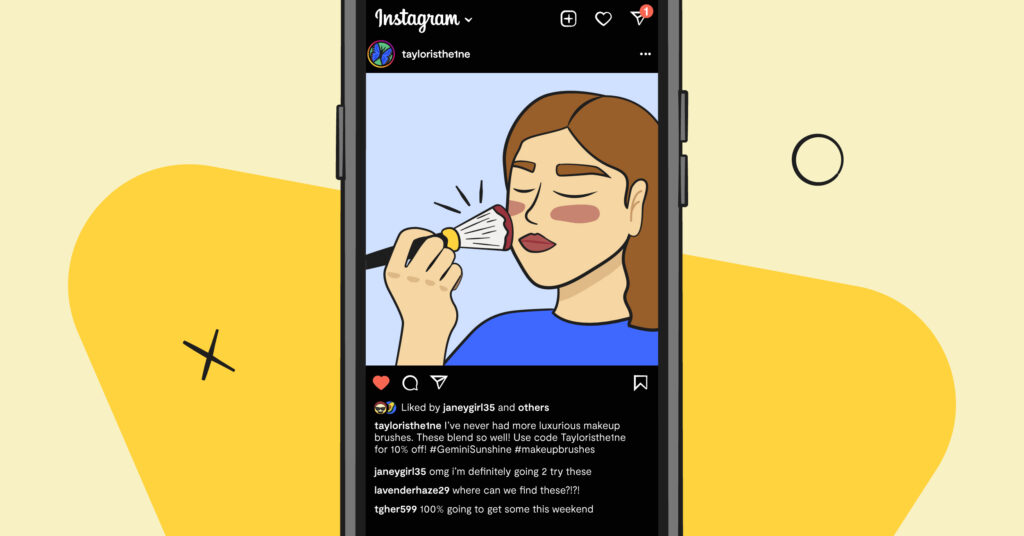 Instagram
1
tayloristhe1ne
Liked by janeygirl35 and others
tayloristhe1ne I've never had more luxurious makeup
brushes. These blend so well! Use code Tayloristhe1ne
for 10% off! #GeminiSunshine #makeupbrushes
janeygirl35 omg i'm definitely going 2 try these
lavenderhaze29 where can we find these?!?!
tgher599 100% going to get some this weekend